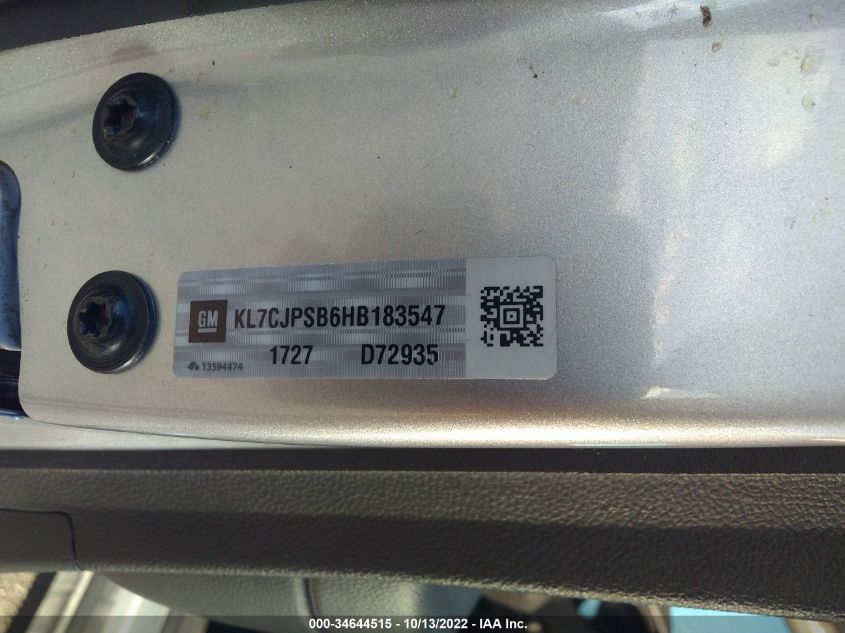 GM KL7CJPSB6HB183547
1727 D72935
13594474
000-34644515 - 10/13/2022 - IAA Inc.